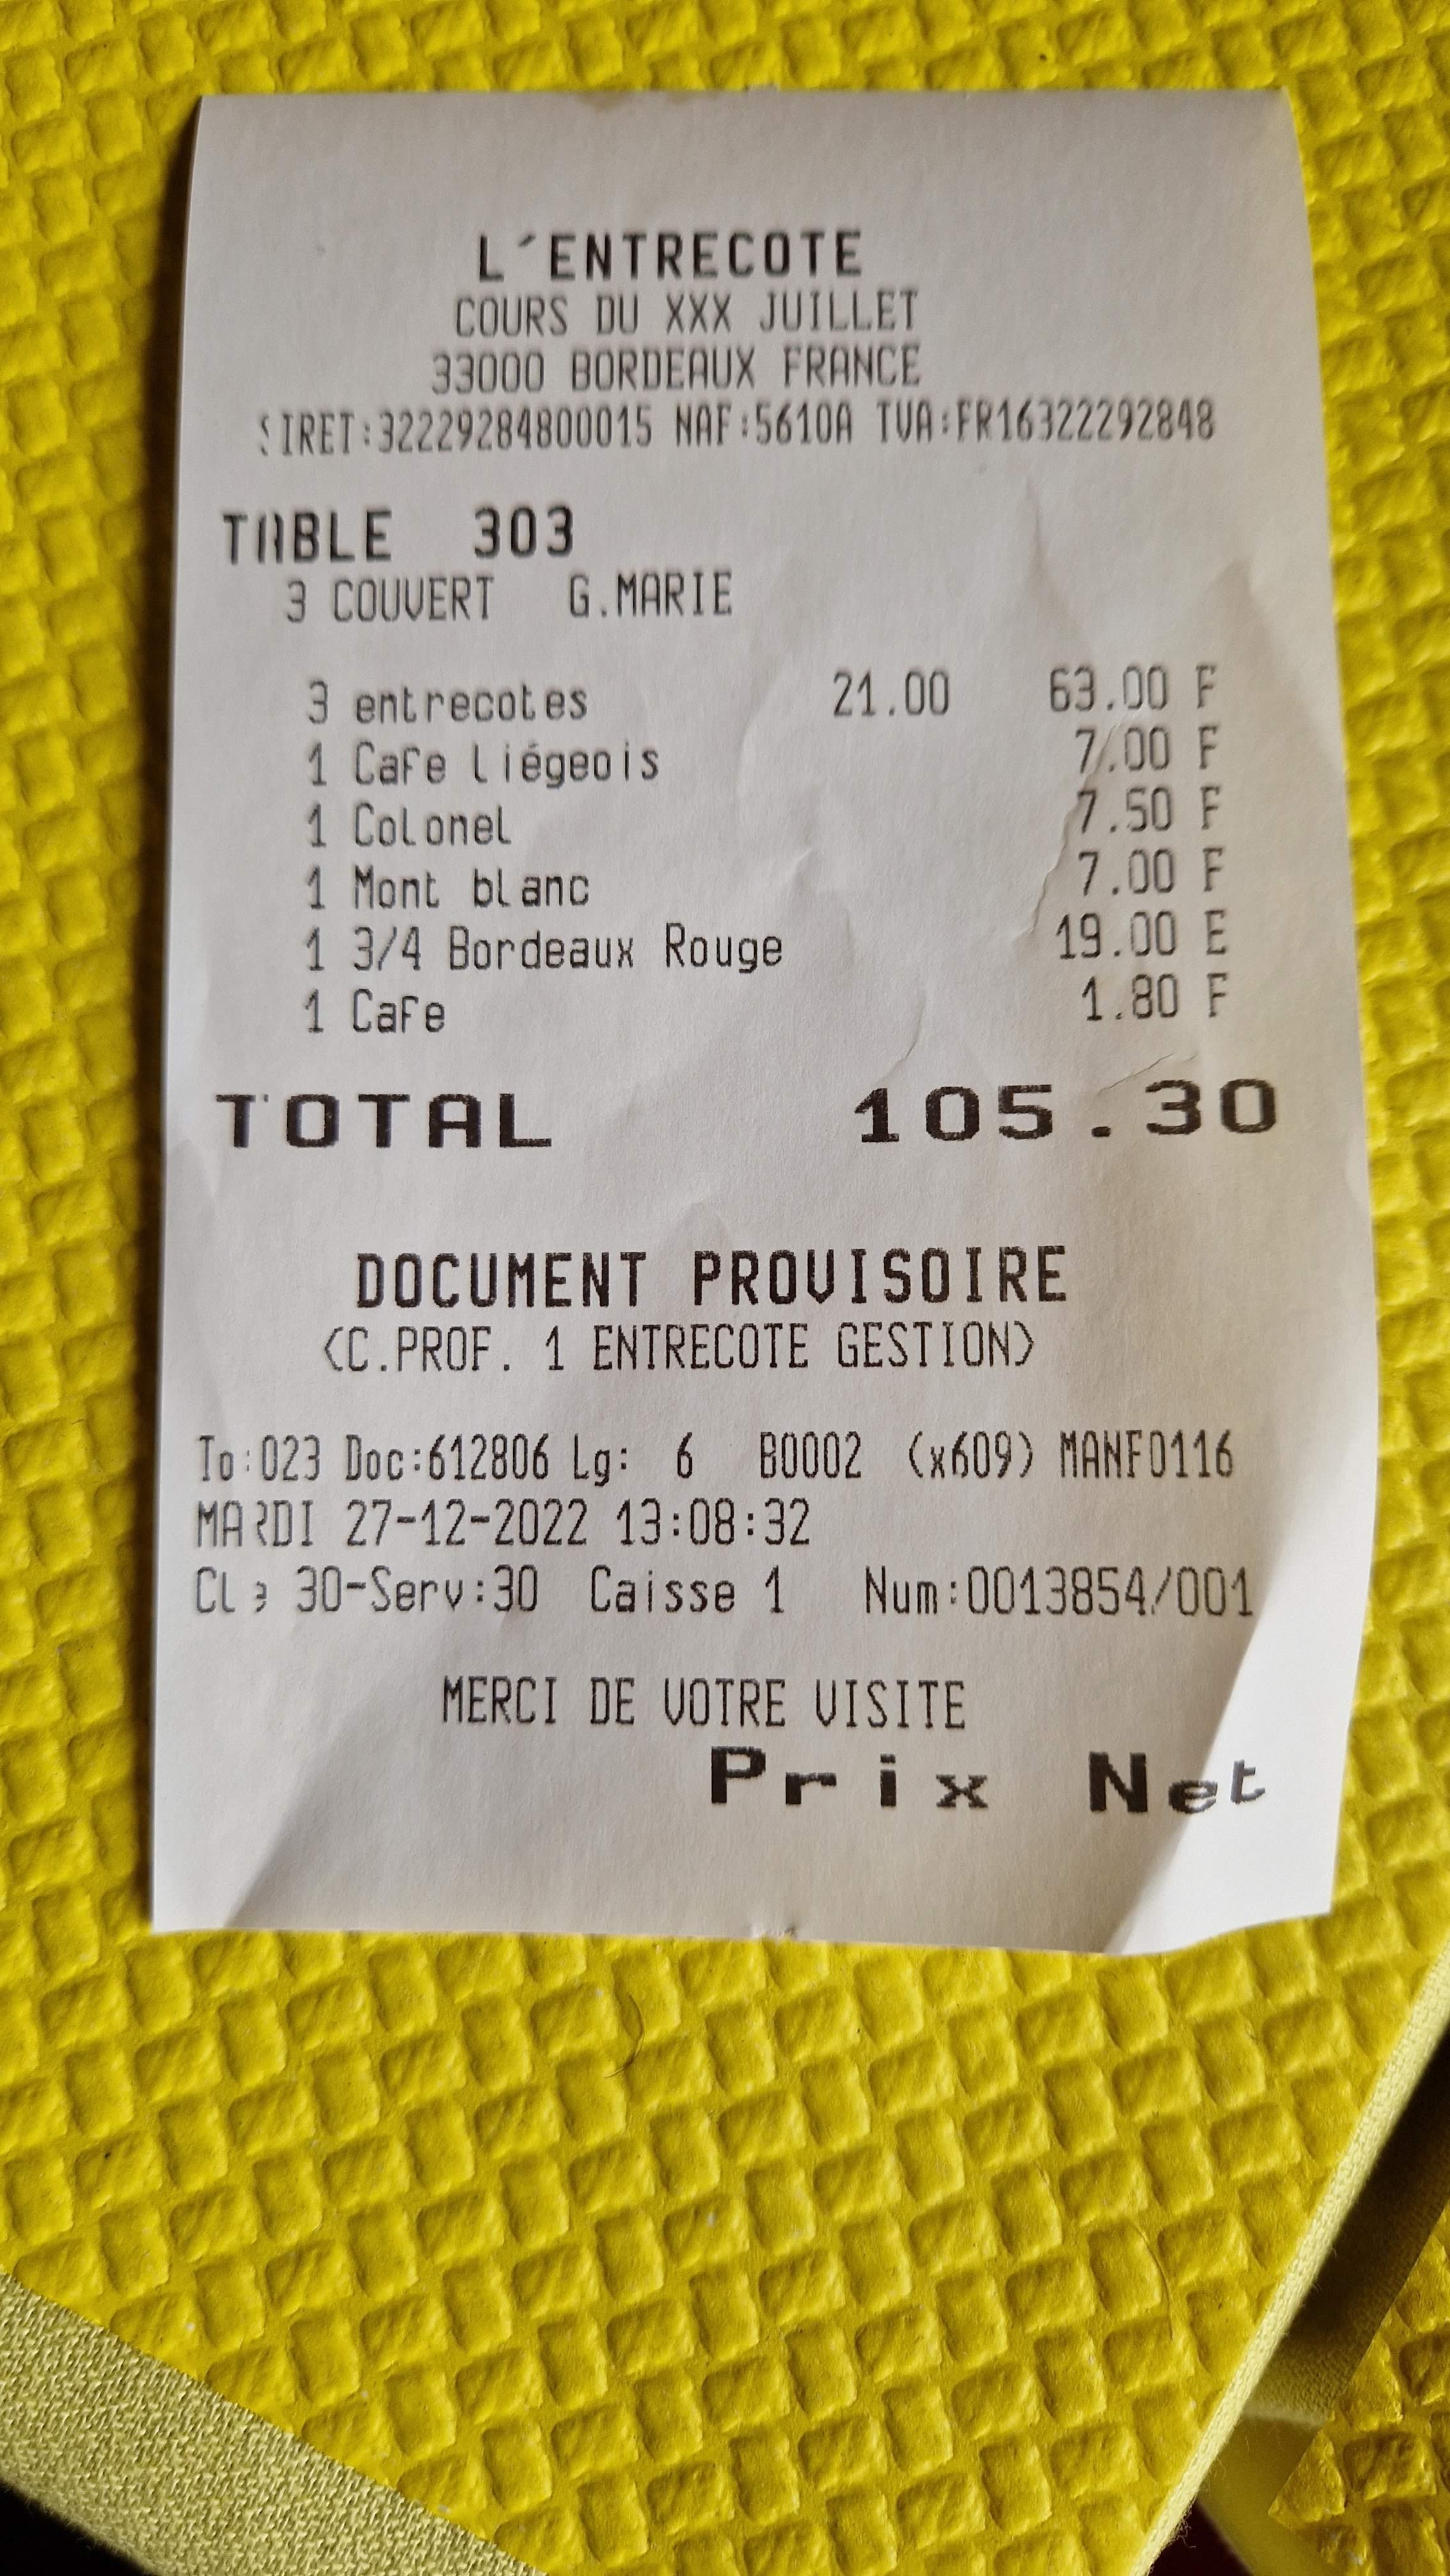 L'ENTRECOTE
COURS DU XXX JUILLET
33000 BORDEAUX FRANCE
SIRET:32229284800015 NAF:5610A TVA:FR16322292848
TABLE 303
3 COUVERT G.MARIE
3 entrecotes 21.00 63.00 F
1 Cafe liégeois 7.00 F
1 Colonel 7.50 F
1 Mont blanc 7.00 F
1 3/4 Bordeaux Rouge 19.00 E
1 Cafe 1.80 F
TOTAL 105.30
DOCUMENT PROVISOIRE
<C.PROF. 1 ENTRECOTE GESTION>
To:023 Doc:612806 Lg: 6 B0002 (x609) MANF0116
MARDI 27-12-2022 13:08:32
Cle 30-Serv:30 Caisse 1 Num:0013854/001
MERCI DE VOTRE VISITE
Prix Net